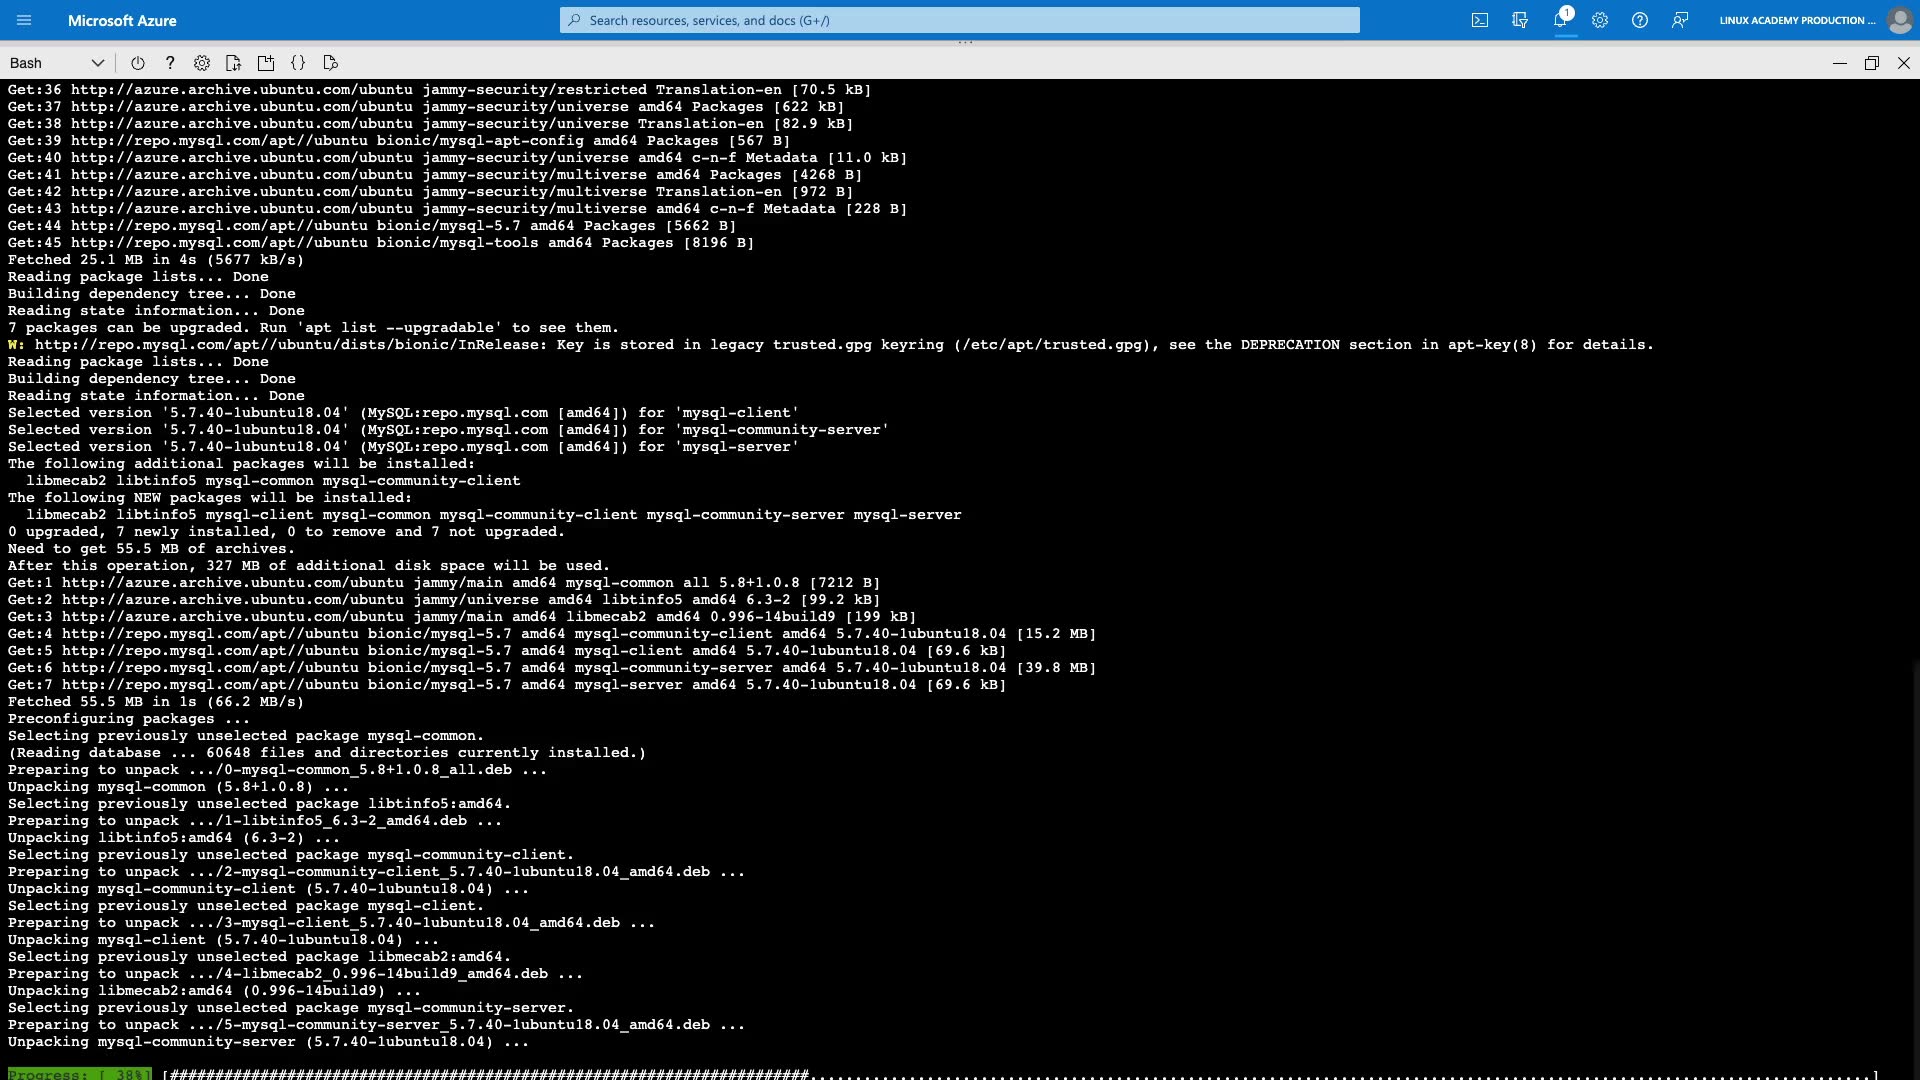 Microsoft Azure
Search resources, services, and docs (G+/)
1
LINUX ACADEMY PRODUCTION ...
Bash
Get:36 http://azure.archive.ubuntu.com/ubuntu jammy-security/restricted Translation-en [70.5 kB]
Get:37 http://azure.archive.ubuntu.com/ubuntu jammy-security/universe amd64 Packages [622 kB]
Get:38 http://azure.archive.ubuntu.com/ubuntu jammy-security/universe Translation-en [82.9 kB]
Get:39 http://repo.mysql.com/apt//ubuntu bionic/mysql-apt-config amd64 Packages [567 B]
Get:40 http://azure.archive.ubuntu.com/ubuntu jammy-security/universe amd64 c-n-f Metadata [11.0 kB]
Get:41 http://azure.archive.ubuntu.com/ubuntu jammy-security/multiverse amd64 Packages [4268 B]
Get:42 http://azure.archive.ubuntu.com/ubuntu jammy-security/multiverse Translation-en [972 B]
Get:43 http://azure.archive.ubuntu.com/ubuntu jammy-security/multiverse amd64 c-n-f Metadata [228 B]
Get:44 http://repo.mysql.com/apt//ubuntu bionic/mysql-5.7 amd64 Packages [5662 B]
Get:45 http://repo.mysql.com/apt//ubuntu bionic/mysql-tools amd64 Packages [8196 B]
Fetched 25.1 MB in 4s (5677 kB/s)
Reading package lists... Done
Building dependency tree... Done
Reading state information... Done
7 packages can be upgraded. Run 'apt list --upgradable' to see them.
W: http://repo.mysql.com/apt//ubuntu/dists/bionic/InRelease: Key is stored in legacy trusted.gpg keyring (/etc/apt/trusted.gpg), see the DEPRECATION section in apt-key(8) for details.
Reading package lists... Done
Building dependency tree... Done
Reading state information... Done
Selected version '5.7.40-1ubuntu18.04' (MySQL:repo.mysql.com [amd64]) for 'mysql-client'
Selected version '5.7.40-1ubuntu18.04' (MySQL:repo.mysql.com [amd64]) for 'mysql-community-server'
Selected version '5.7.40-1ubuntu18.04' (MySQL:repo.mysql.com [amd64]) for 'mysql-server'
The following additional packages will be installed:
libmecab2 libtinfo5 mysql-common mysql-community-client
The following NEW packages will be installed:
libmecab2 libtinfo5 mysql-client mysql-common mysql-community-client mysql-community-server mysql-server
0 upgraded, 7 newly installed, 0 to remove and 7 not upgraded.
Need to get 55.5 MB of archives.
After this operation, 327 MB of additional disk space will be used.
Get:1 http://azure.archive.ubuntu.com/ubuntu jammy/main amd64 mysql-common all 5.8+1.0.8 [7212 B]
Get:2 http://azure.archive.ubuntu.com/ubuntu jammy/universe amd64 libtinfo5 amd64 6.3-2 [99.2 kB]
Get:3 http://azure.archive.ubuntu.com/ubuntu jammy/main amd64 libmecab2 amd64 0.996-14build9 [199 kB]
Get:4 http://repo.mysql.com/apt//ubuntu bionic/mysql-5.7 amd64 mysql-community-client amd64 5.7.40-1ubuntu18.04 [15.2 MB]
Get:5 http://repo.mysql.com/apt//ubuntu bionic/mysql-5.7 amd64 mysql-client amd64 5.7.40-1ubuntu18.04 [69.6 kB]
Get:6 http://repo.mysql.com/apt//ubuntu bionic/mysql-5.7 amd64 mysql-community-server amd64 5.7.40-1ubuntu18.04 [39.8 MB]
Get:7 http://repo.mysql.com/apt//ubuntu bionic/mysql-5.7 amd64 mysql-server amd64 5.7.40-1ubuntu18.04 [69.6 kB]
Fetched 55.5 MB in 1s (66.2 MB/s)
Preconfiguring packages ...
Selecting previously unselected package mysql-common.
(Reading database ... 60648 files and directories currently installed.)
Preparing to unpack .../0-mysql-common_5.8+1.0.8_all.deb ...
Unpacking mysql-common (5.8+1.0.8) ...
Selecting previously unselected package libtinfo5:amd64.
Preparing to unpack .../1-libtinfo5_6.3-2_amd64.deb ...
Unpacking libtinfo5:amd64 (6.3-2) ...
Selecting previously unselected package mysql-community-client.
Preparing to unpack .../2-mysql-community-client_5.7.40-1ubuntu18.04_amd64.deb ...
Unpacking mysql-community-client (5.7.40-1ubuntu18.04) ...
Selecting previously unselected package mysql-client.
Preparing to unpack .../3-mysql-client_5.7.40-1ubuntu18.04_amd64.deb ...
Unpacking mysql-client (5.7.40-1ubuntu18.04) ...
Selecting previously unselected package libmecab2:amd64.
Preparing to unpack .../4-libmecab2_0.996-14build9_amd64.deb ...
Unpacking libmecab2:amd64 (0.996-14build9) ...
Selecting previously unselected package mysql-community-server.
Preparing to unpack .../5-mysql-community-server_5.7.40-1ubuntu18.04_amd64.deb ...
Unpacking mysql-community-server (5.7.40-1ubuntu18.04) ...
Progress: [ 38%] [#######################################################################......................................................................................................................]